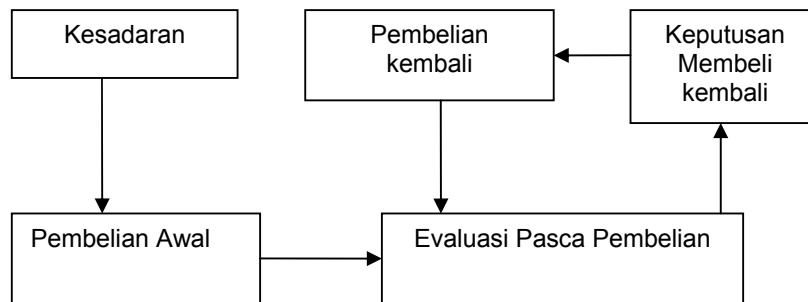 Kesadaran
Pembelian
kembali
Keputusan
Membeli
kembali
Pembelian Awal
Evaluasi Pasca Pembelian